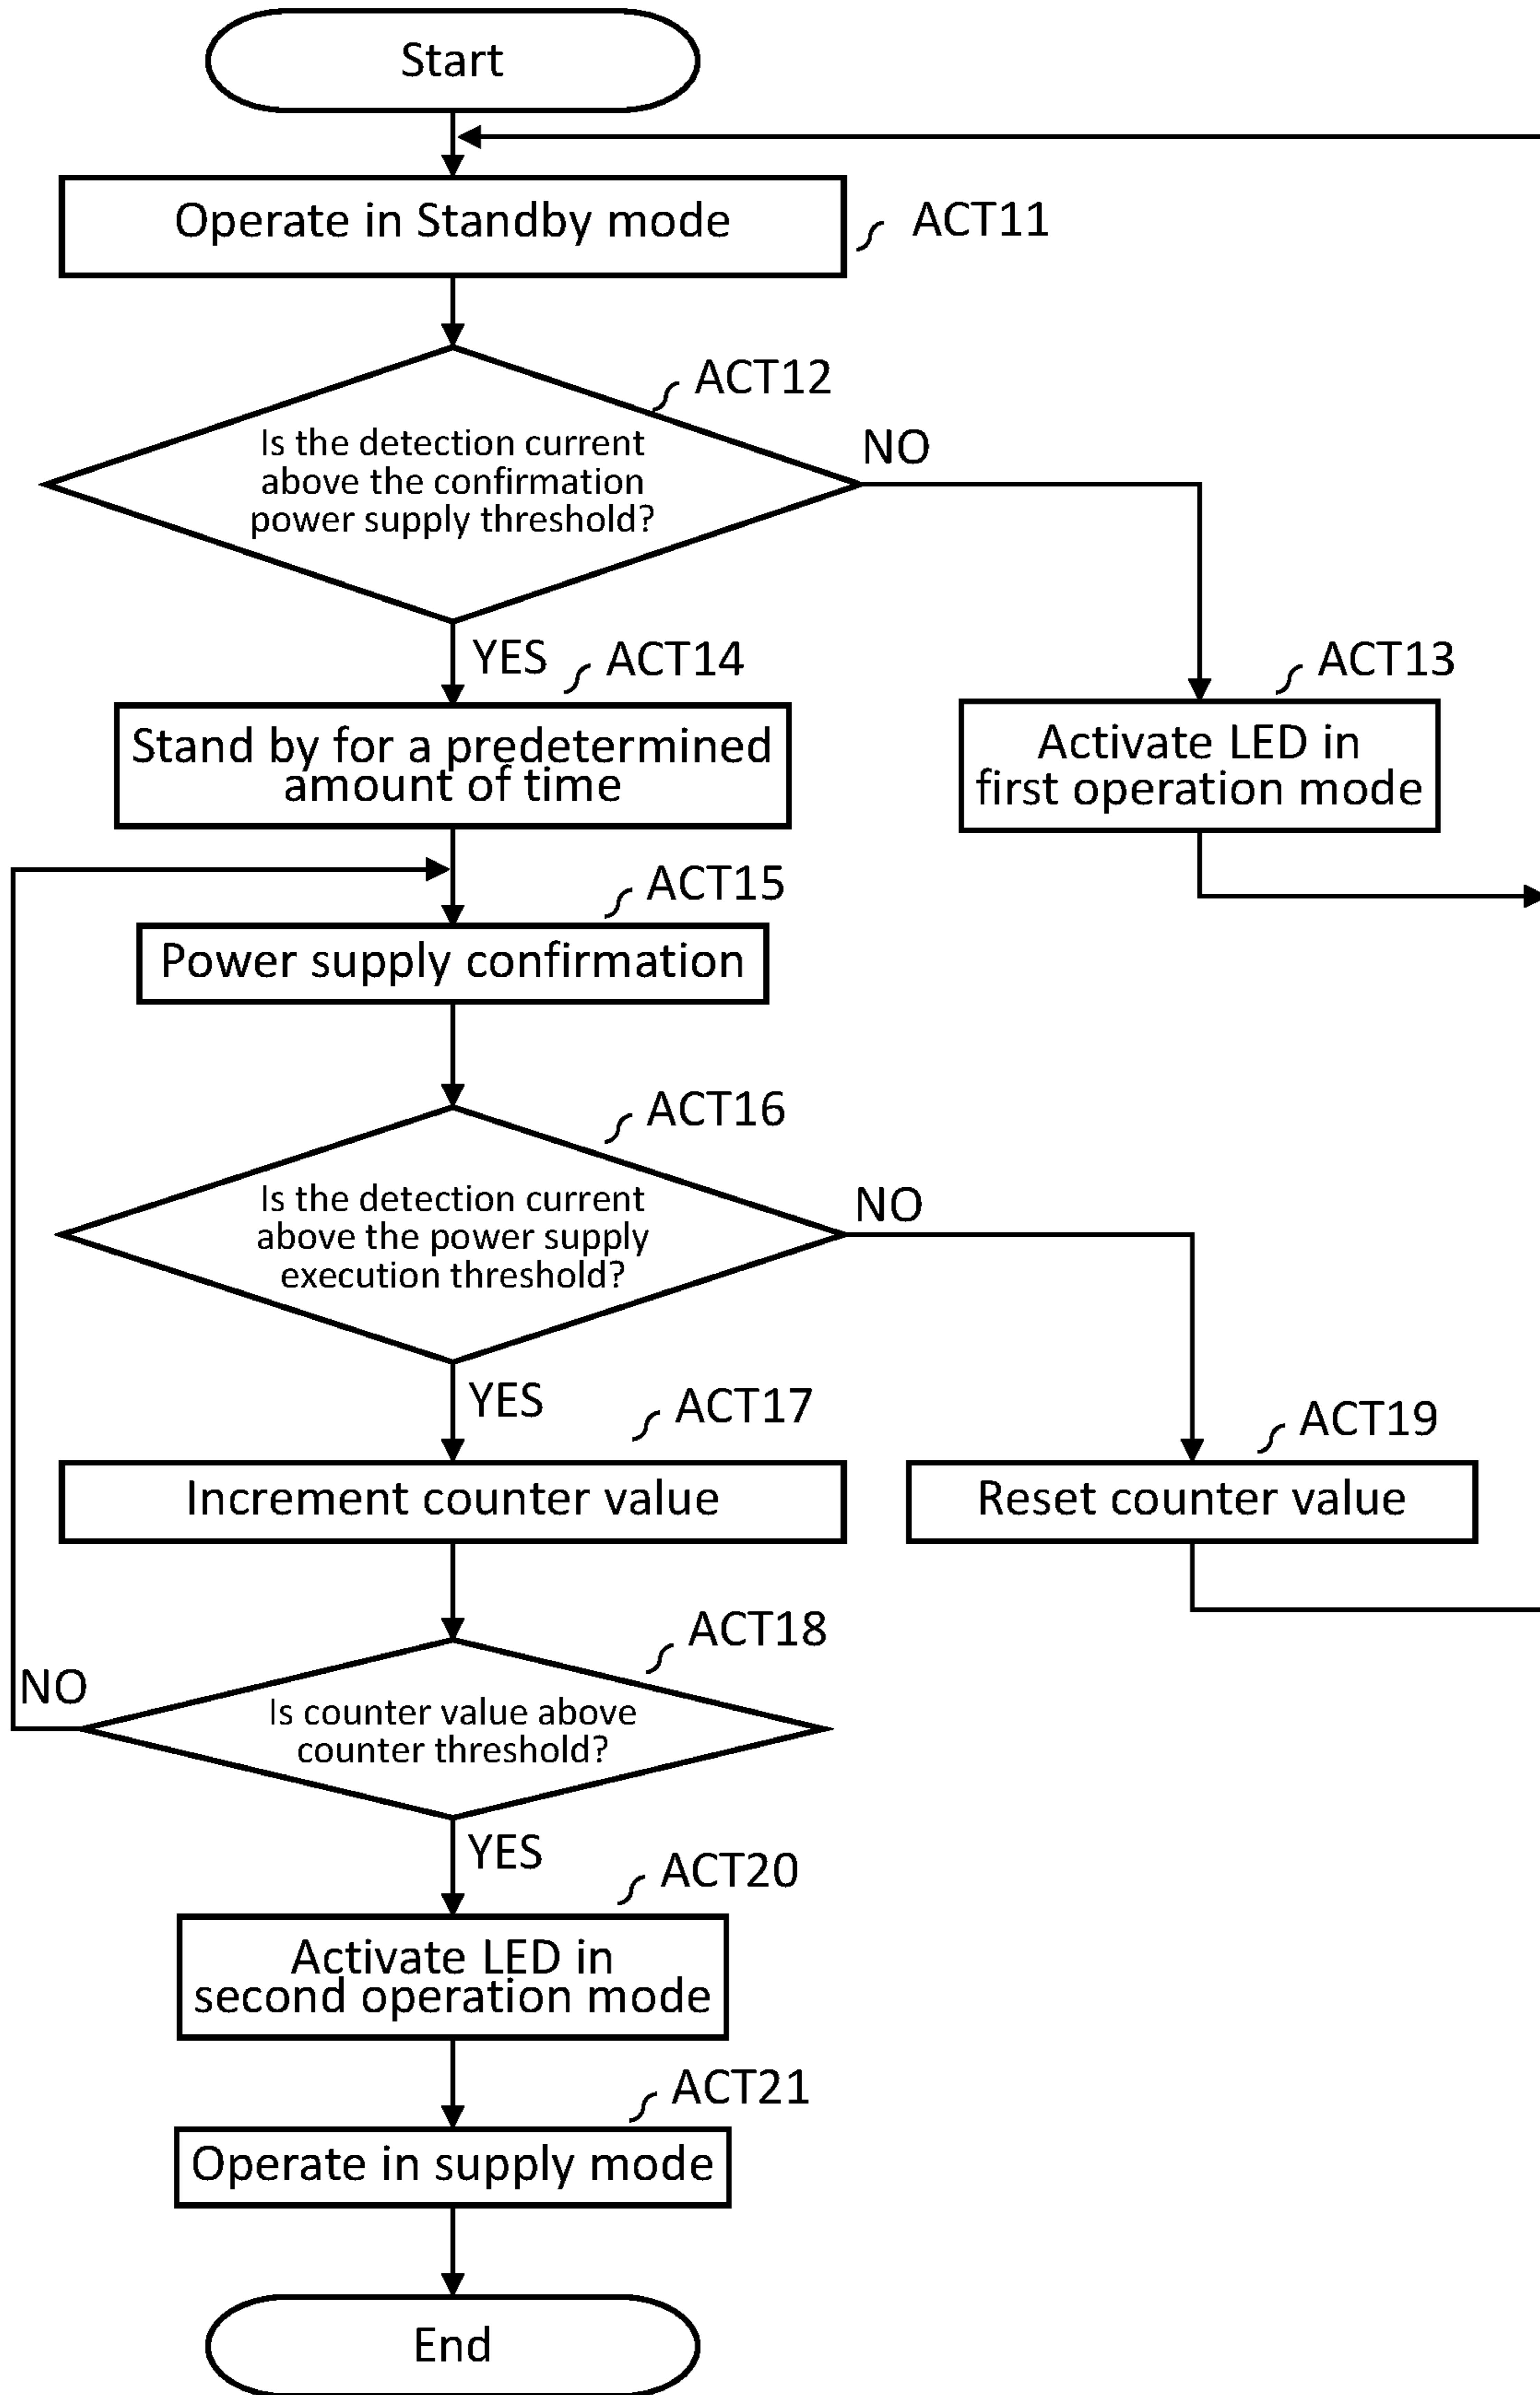 Start
Operate in Standby mode
ACT11
ACT12
Is the detection current
above the confirmation
power supply threshold?
NO
YES
ACT14
ACT13
Stand by for a predetermined
amount of time
Activate LED in
first operation mode
ACT15
Power supply confirmation
ACT16
Is the detection current
above the power supply
execution threshold?
NO
YES
ACT17
ACT19
Increment counter value
Reset counter value
ACT18
NO
Is counter value above
counter threshold?
YES
ACT20
Activate LED in
second operation mode
ACT21
Operate in supply mode
End